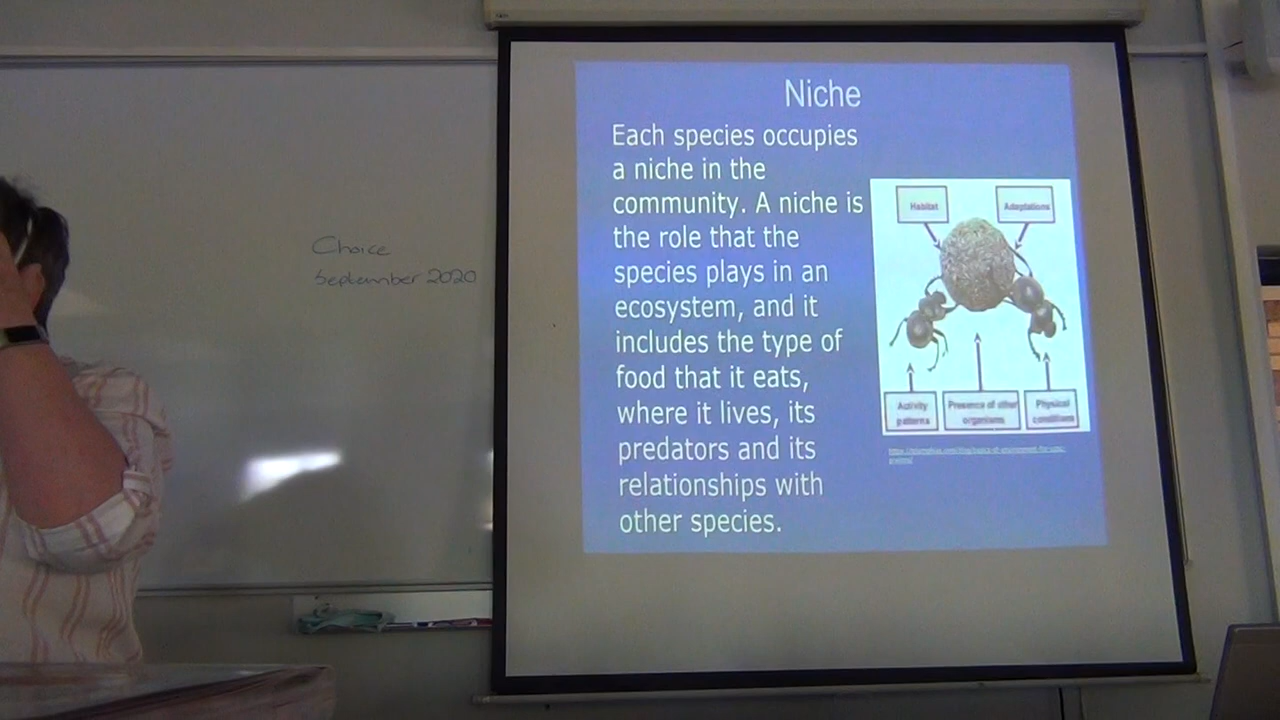 Choice
September 2020
Niche
Each species occupies
a niche in the
community. A niche is
the role that the
species plays in an
ecosystem, and it
includes the type of
food that it eats,
where it lives, its
predators and its
relationships with
other species.
Habitat
Adaptations
Activity
patterns
Presence of other
organisms
Physical
conditions